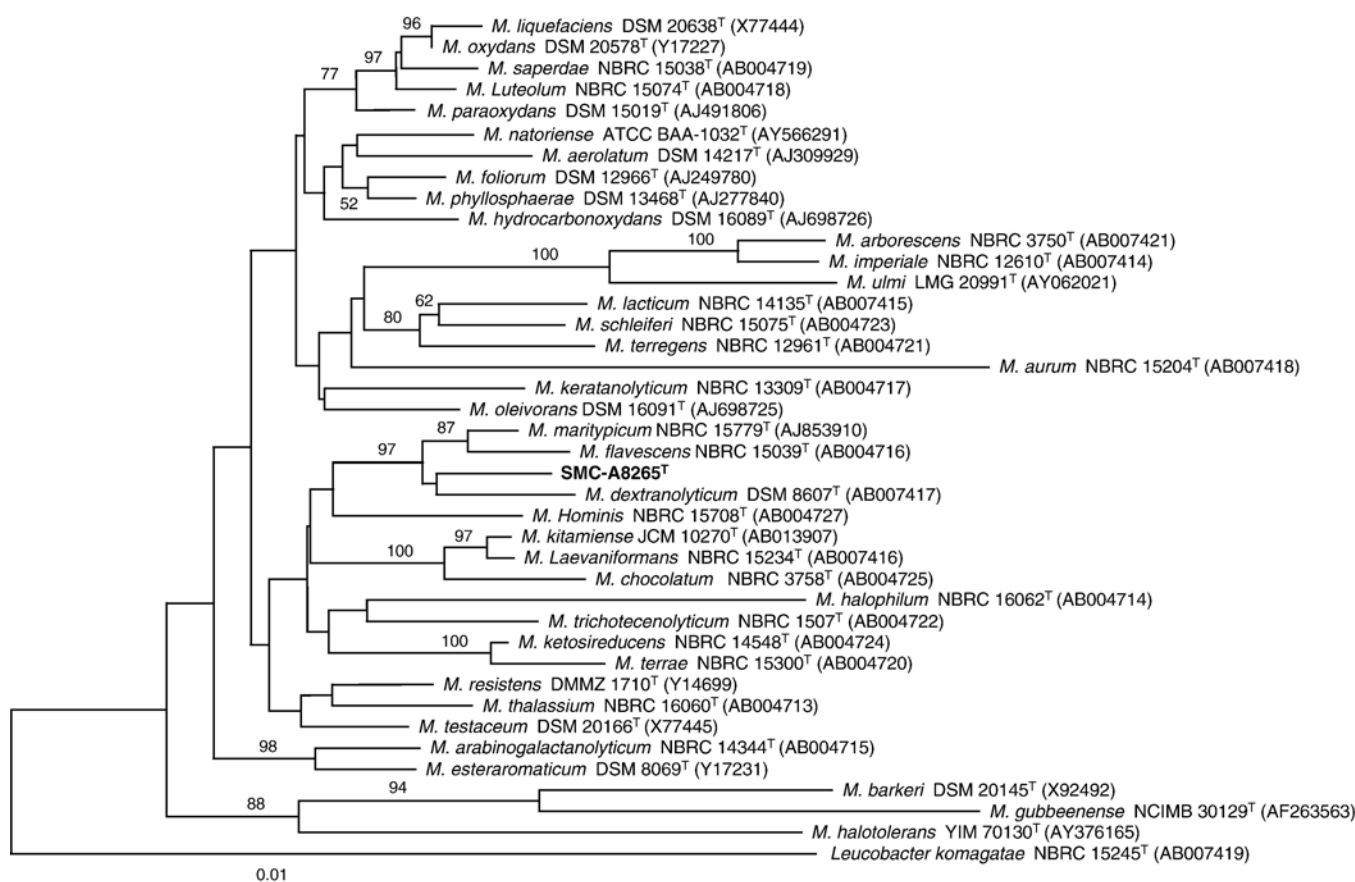 96 M. liquefaciens DSM 20638T (X77444)
M. oxydans DSM 20578T (Y17227)
97 M. saperdae NBRC 15038T (AB004719)
77 M. Luteolum NBRC 15074T (AB004718)
M. paraoxydans DSM 15019T (AJ491806)
M. natoriense ATCC BAA-1032T (AY566291)
M. aerolatum DSM 14217T (AJ309929)
M. foliorum DSM 12966T (AJ249780)
52 M. phyllosphaerae DSM 13468T (AJ277840)
M. hydrocarbonoxydans DSM 16089T (AJ698726)
100 M. arborescens NBRC 3750T (AB007421)
100 M. imperiale NBRC 12610T (AB007414)
M. ulmi LMG 20991T (AY062021)
62 M. lacticum NBRC 14135T (AB007415)
80 M. schleiferi NBRC 15075T (AB004723)
M. terregens NBRC 12961T (AB004721)
M. aurum NBRC 15204T (AB007418)
M. keratanolyticum NBRC 13309T (AB004717)
M. oleivorans DSM 16091T (AJ698725)
87 M. maritypicum NBRC 15779T (AJ853910)
97 M. flavescens NBRC 15039T (AB004716)
SMC-A8265T
M. dextranolyticum DSM 8607T (AB007417)
M. Hominis NBRC 15708T (AB004727)
97 M. kitamiense JCM 10270T (AB013907)
100 M. Laevaniformans NBRC 15234T (AB007416)
M. chocolatum NBRC 3758T (AB004725)
M. halophilum NBRC 16062T (AB004714)
M. trichotecenolyticum NBRC 1507T (AB004722)
100 M. ketosireducens NBRC 14548T (AB004724)
M. terrae NBRC 15300T (AB004720)
M. resistens DMMZ 1710T (Y14699)
M. thalassium NBRC 16060T (AB004713)
M. testaceum DSM 20166T (X77445)
98 M. arabinogalactanolyticum NBRC 14344T (AB004715)
M. esteraromaticum DSM 8069T (Y17231)
94 M. barkeri DSM 20145T (X92492)
88 M. gubbeenense NCIMB 30129T (AF263563)
M. halotolerans YIM 70130T (AY376165)
Leucobacter komagatae NBRC 15245T (AB007419)
0.01